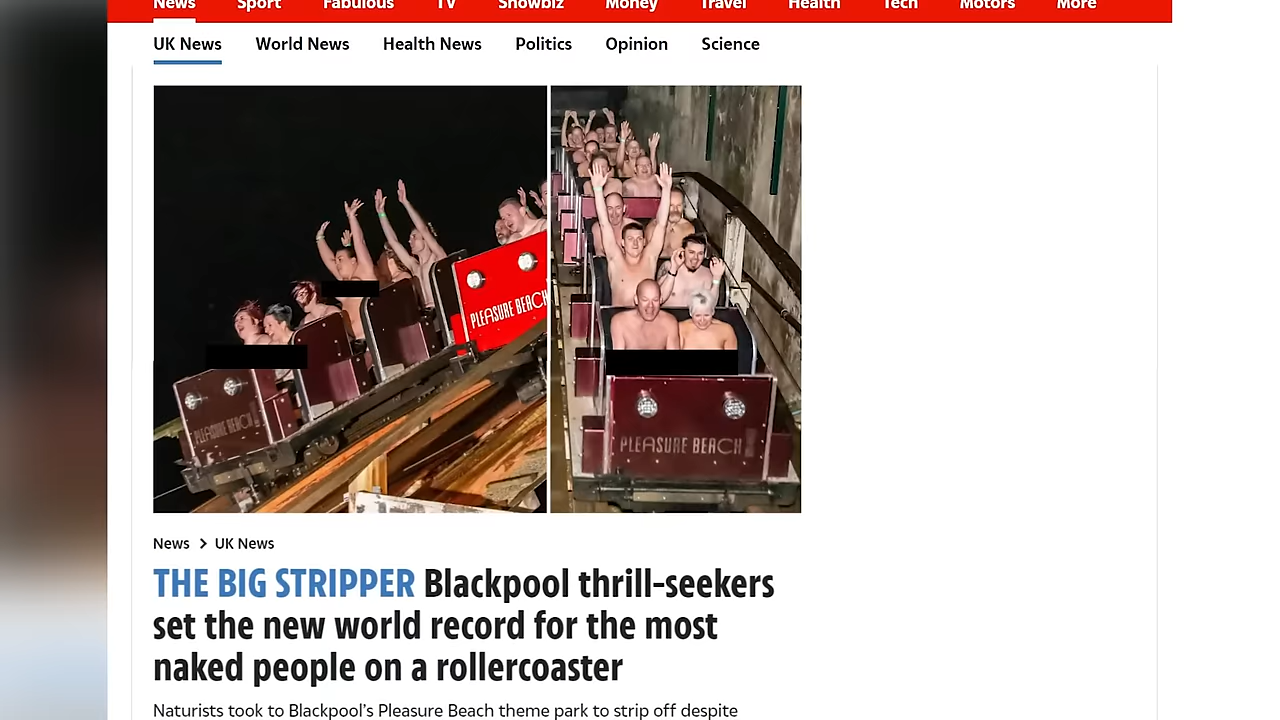 News Sport Fabulous TV Showbiz Money Travel Health Tech Motors More
UK News World News Health News Politics Opinion Science
PLEASURE BEACH
PLEASURE BEACH
PLEASURE BEACH
News > UK News
THE BIG STRIPPER Blackpool thrill-seekers
set the new world record for the most
naked people on a rollercoaster
Naturists took to Blackpool's Pleasure Beach theme park to strip off despite